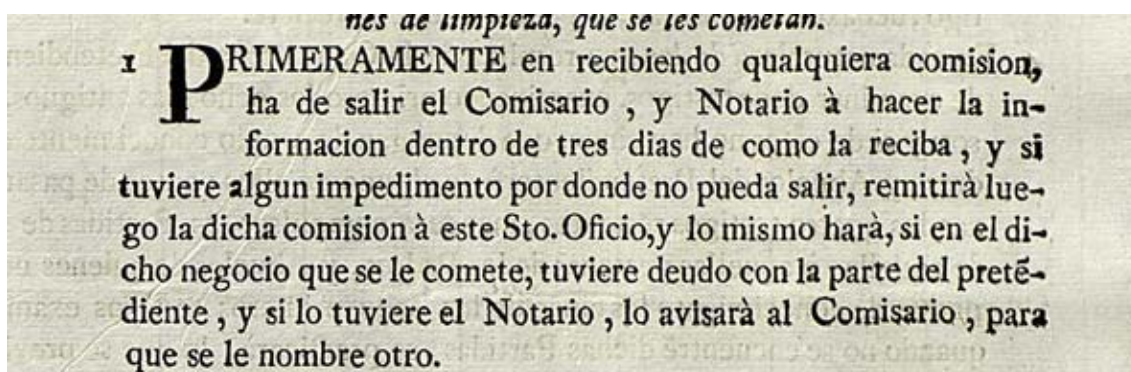 nes de limpieza, que se les cometan.
1 PRIMERAMENTE en recibiendo qualquiera comision,
ha de salir el Comisario , y Notario à hacer la in-
formacion dentro de tres dias de como la reciba , y si
tuviere algun impedimento por donde no pueda salir, remitirà lue-
go la dicha comision à este Sto. Oficio,y lo mismo harà, si en el di-
cho negocio que se le comete, tuviere deudo con la parte del pretẽ-
diente , y si lo tuviere el Notario , lo avisarà al Comisario , para
que se le nombre otro.